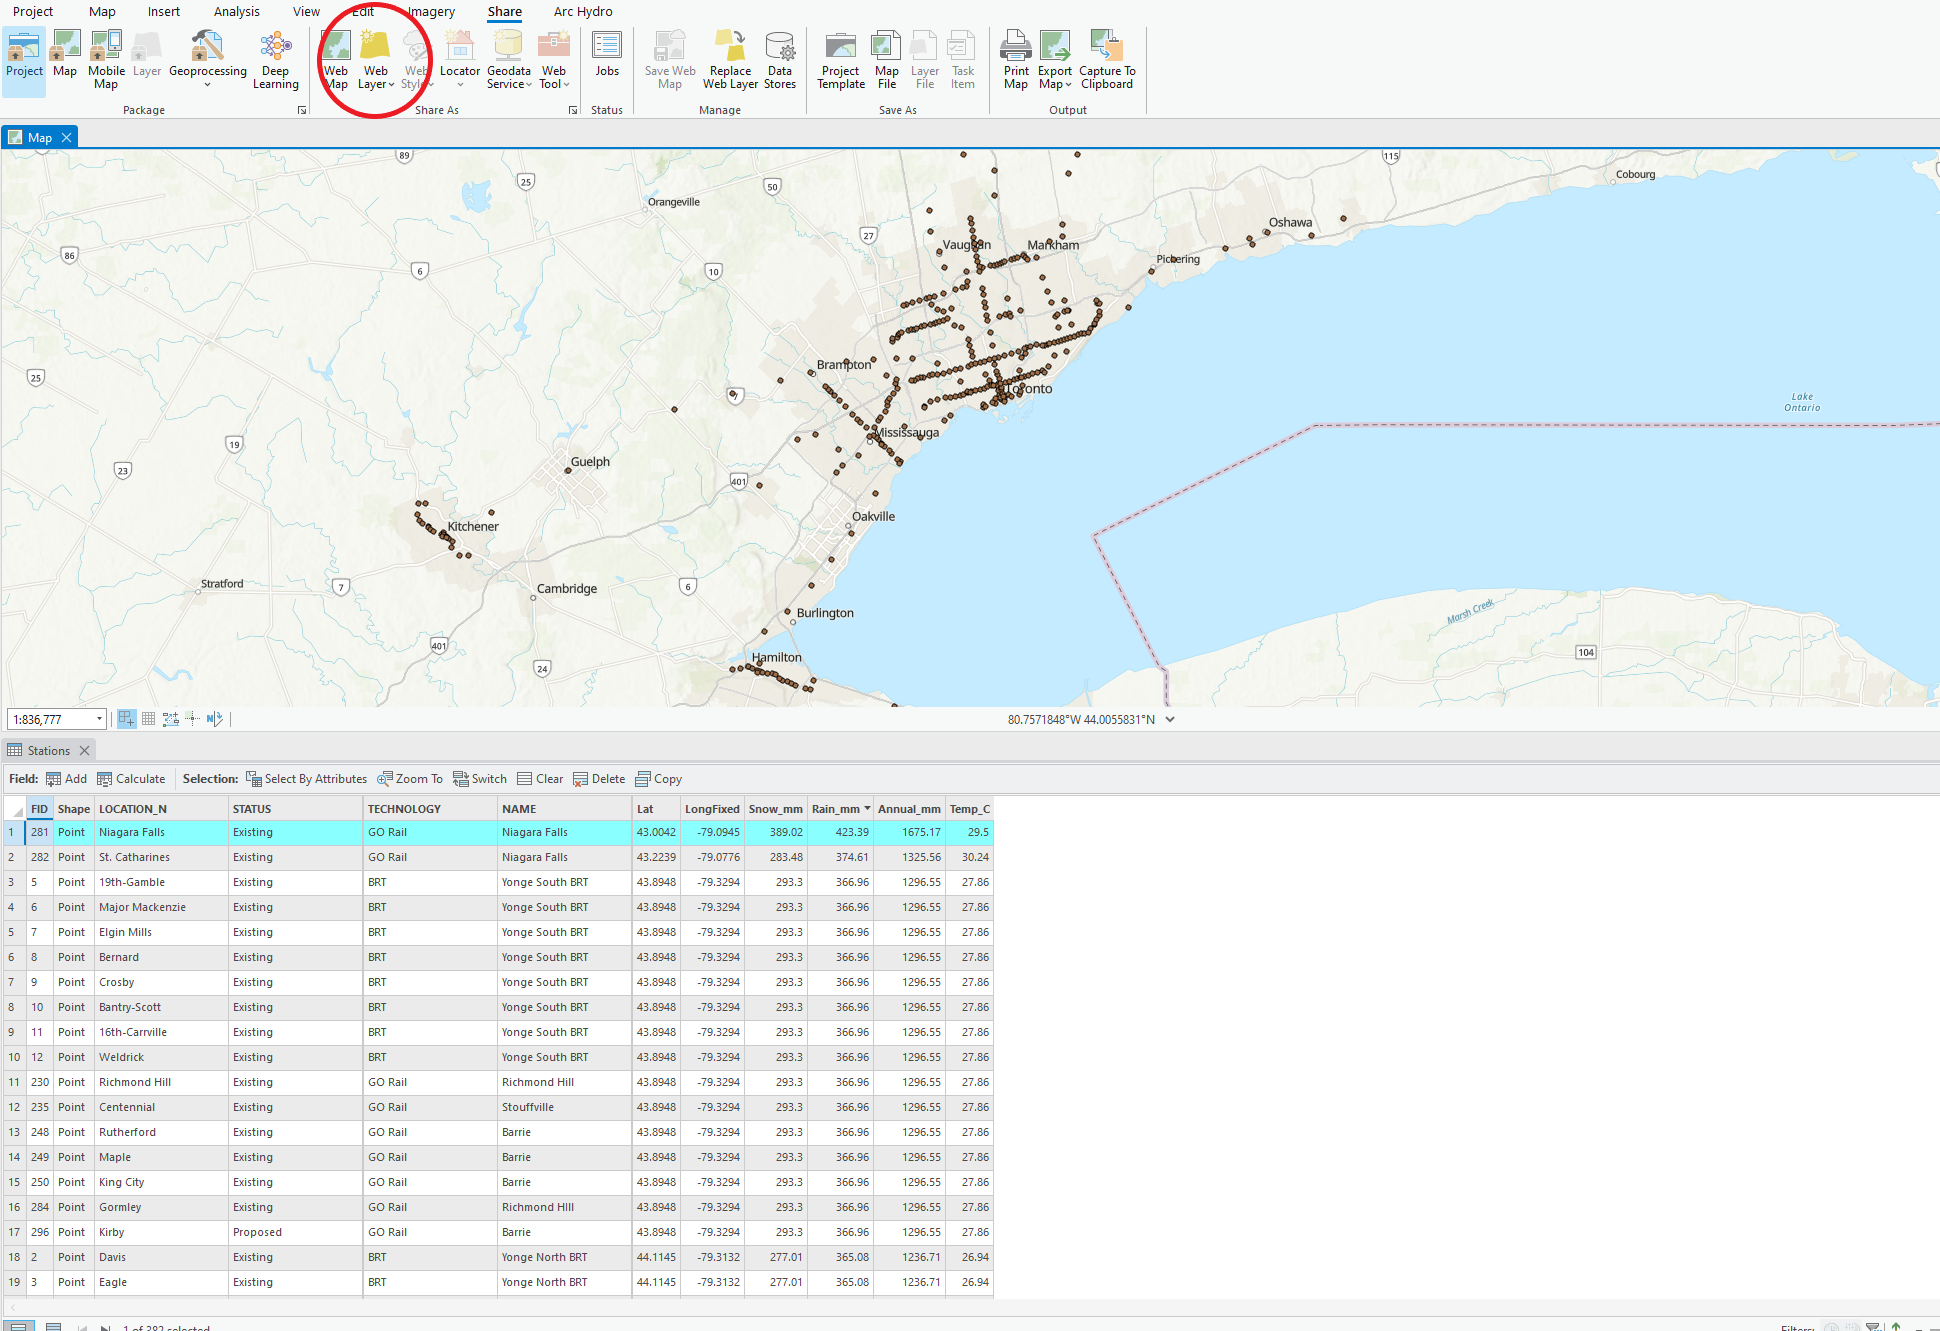 Project Map Insert Analysis View Edit Imagery Share Arc Hydro
Project Map Mobile Map Layer Geoprocessing Deep Learning Web Map Web Layer Web Style Locator Geodata Service Web Tool Jobs Save Web Map Replace Web Layer Data Stores Project Template Map File Layer File Task Item Print Map Export Map Capture To Clipboard
Package Share As Status Manage Save As Output
Map
89
115
25
50
Cobourg
Orangeville
27
Oshawa
86
Vaughan Markham
6
10
Pickering
Brampton
25
7
Toronto
Lake
Ontario
19
Mississauga
23
Guelph
401
Oakville
Kitchener
Stratford
7
Cambridge
6
Burlington
Marsh Creek
401
Hamilton
104
24
1:836,777
80.7571848°W 44.0055831°N
Stations
Field: Add Calculate Selection: Select By Attributes Zoom To Switch Clear Delete Copy
FID Shape LOCATION_N STATUS TECHNOLOGY NAME Lat LongFixed Snow_mm Rain_mm Annual_mm Temp_C
1 281 Point Niagara Falls Existing GO Rail Niagara Falls 43.0042 -79.0945 389.02 423.39 1675.17 29.5
2 282 Point St. Catharines Existing GO Rail Niagara Falls 43.2239 -79.0776 283.48 374.61 1325.56 30.24
3 5 Point 19th-Gamble Existing BRT Yonge South BRT 43.8948 -79.3294 293.3 366.96 1296.55 27.86
4 6 Point Major Mackenzie Existing BRT Yonge South BRT 43.8948 -79.3294 293.3 366.96 1296.55 27.86
5 7 Point Elgin Mills Existing BRT Yonge South BRT 43.8948 -79.3294 293.3 366.96 1296.55 27.86
6 8 Point Bernard Existing BRT Yonge South BRT 43.8948 -79.3294 293.3 366.96 1296.55 27.86
7 9 Point Crosby Existing BRT Yonge South BRT 43.8948 -79.3294 293.3 366.96 1296.55 27.86
8 10 Point Bantry-Scott Existing BRT Yonge South BRT 43.8948 -79.3294 293.3 366.96 1296.55 27.86
9 11 Point 16th-Carrville Existing BRT Yonge South BRT 43.8948 -79.3294 293.3 366.96 1296.55 27.86
10 12 Point Weldrick Existing BRT Yonge South BRT 43.8948 -79.3294 293.3 366.96 1296.55 27.86
11 230 Point Richmond Hill Existing GO Rail Richmond Hill 43.8948 -79.3294 293.3 366.96 1296.55 27.86
12 235 Point Centennial Existing GO Rail Stouffville 43.8948 -79.3294 293.3 366.96 1296.55 27.86
13 248 Point Rutherford Existing GO Rail Barrie 43.8948 -79.3294 293.3 366.96 1296.55 27.86
14 249 Point Maple Existing GO Rail Barrie 43.8948 -79.3294 293.3 366.96 1296.55 27.86
15 250 Point King City Existing GO Rail Barrie 43.8948 -79.3294 293.3 366.96 1296.55 27.86
16 284 Point Gormley Existing GO Rail Richmond HIll 43.8948 -79.3294 293.3 366.96 1296.55 27.86
17 296 Point Kirby Proposed GO Rail Barrie 43.8948 -79.3294 293.3 366.96 1296.55 27.86
18 2 Point Davis Existing BRT Yonge North BRT 44.1145 -79.3132 277.01 365.08 1236.71 26.94
19 3 Point Eagle Existing BRT Yonge North BRT 44.1145 -79.3132 277.01 365.08 1236.71 26.94
1 of 382 selected
Filters: